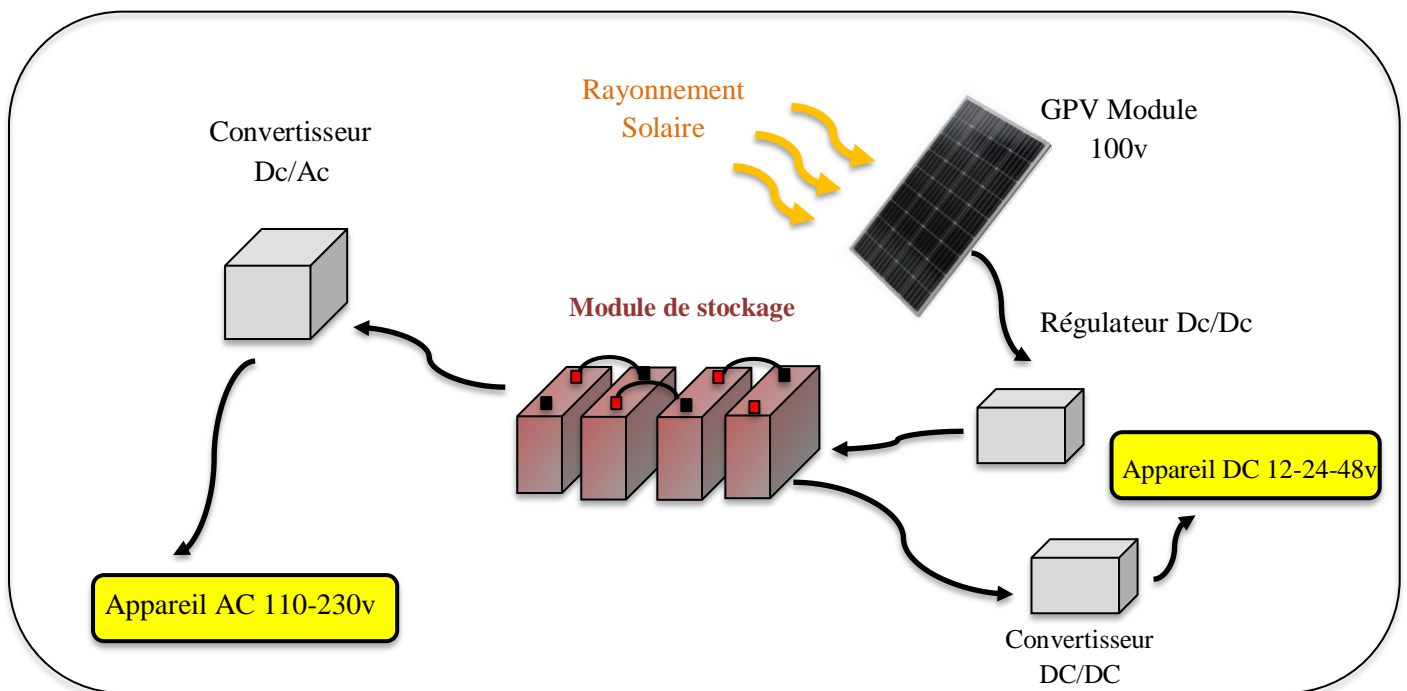 Rayonnement
Solaire
GPV Module
100v
Convertisseur
Dc/Ac
Module de stockage
Régulateur Dc/Dc
Appareil DC 12-24-48v
Appareil AC 110-230v
Convertisseur
DC/DC